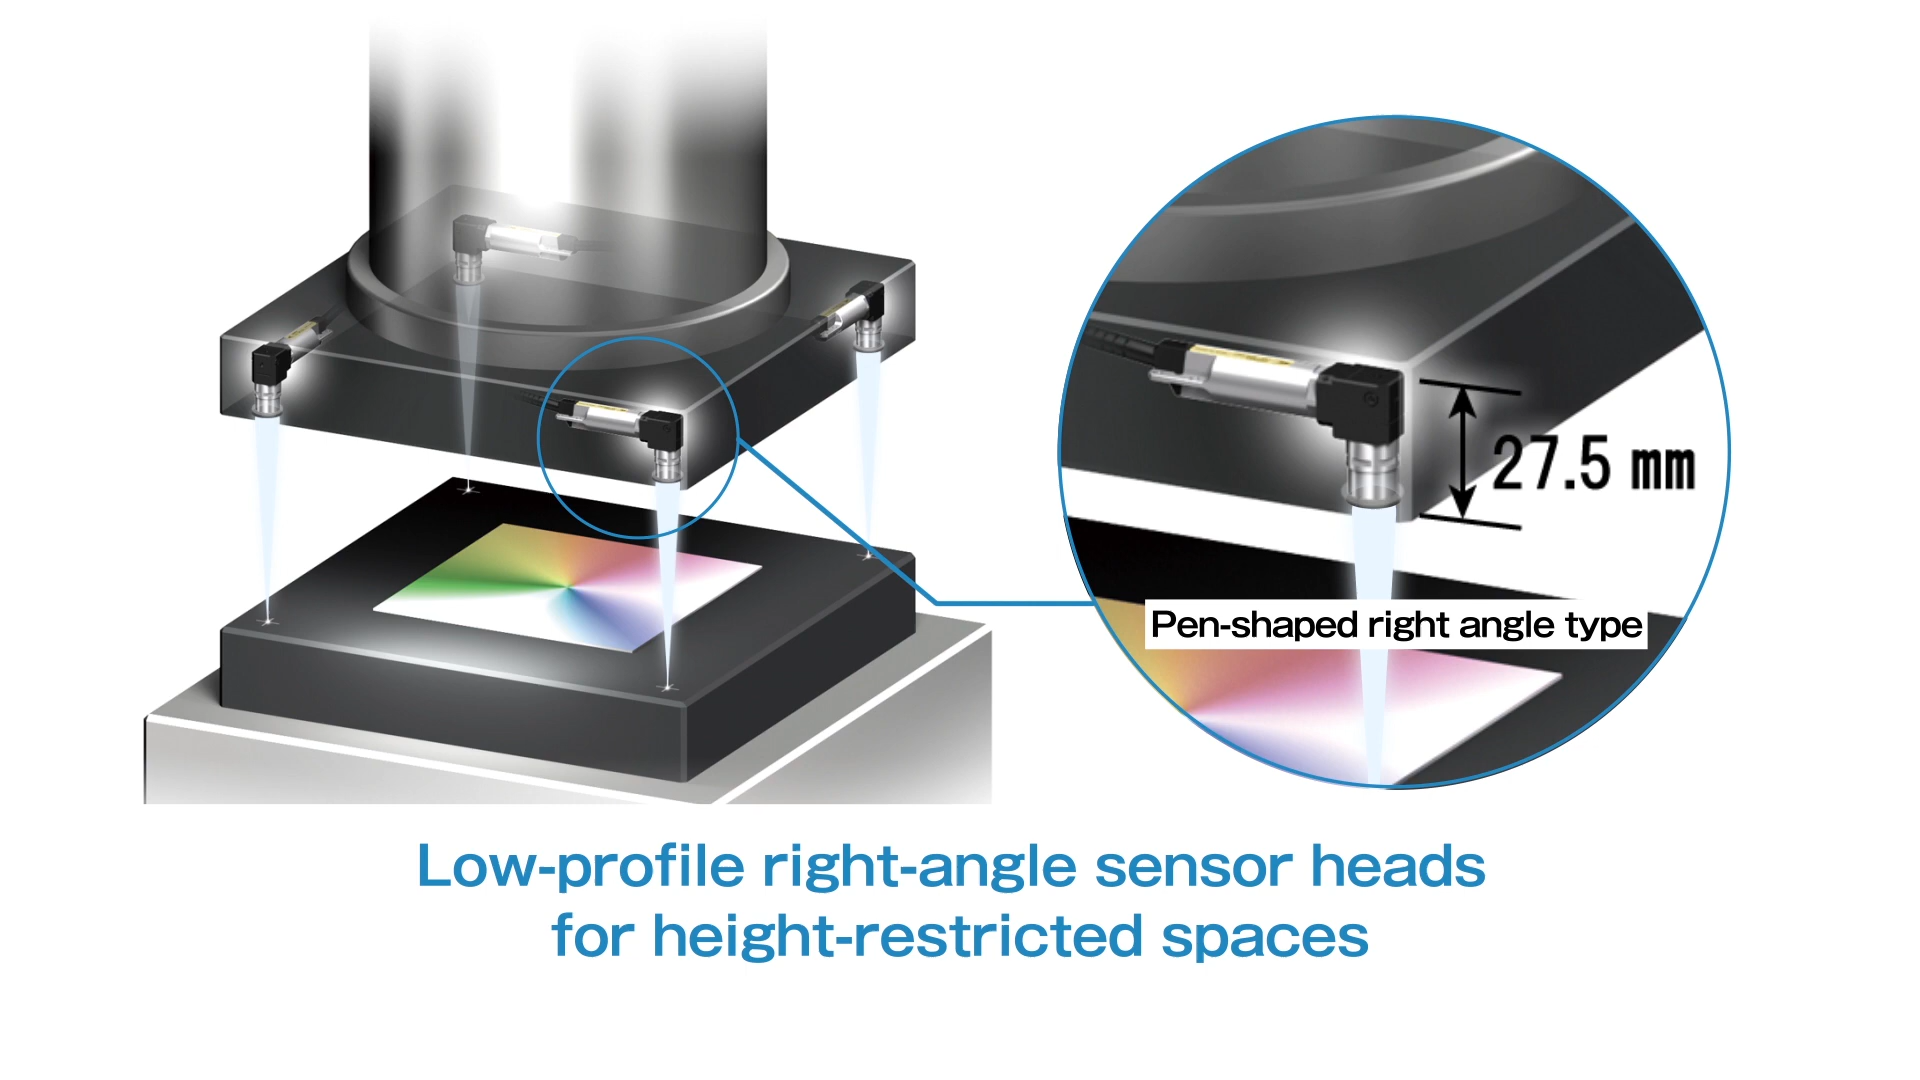 27.5 mm
Pen-shaped right angle type
Low-profile right-angle sensor heads
for height-restricted spaces